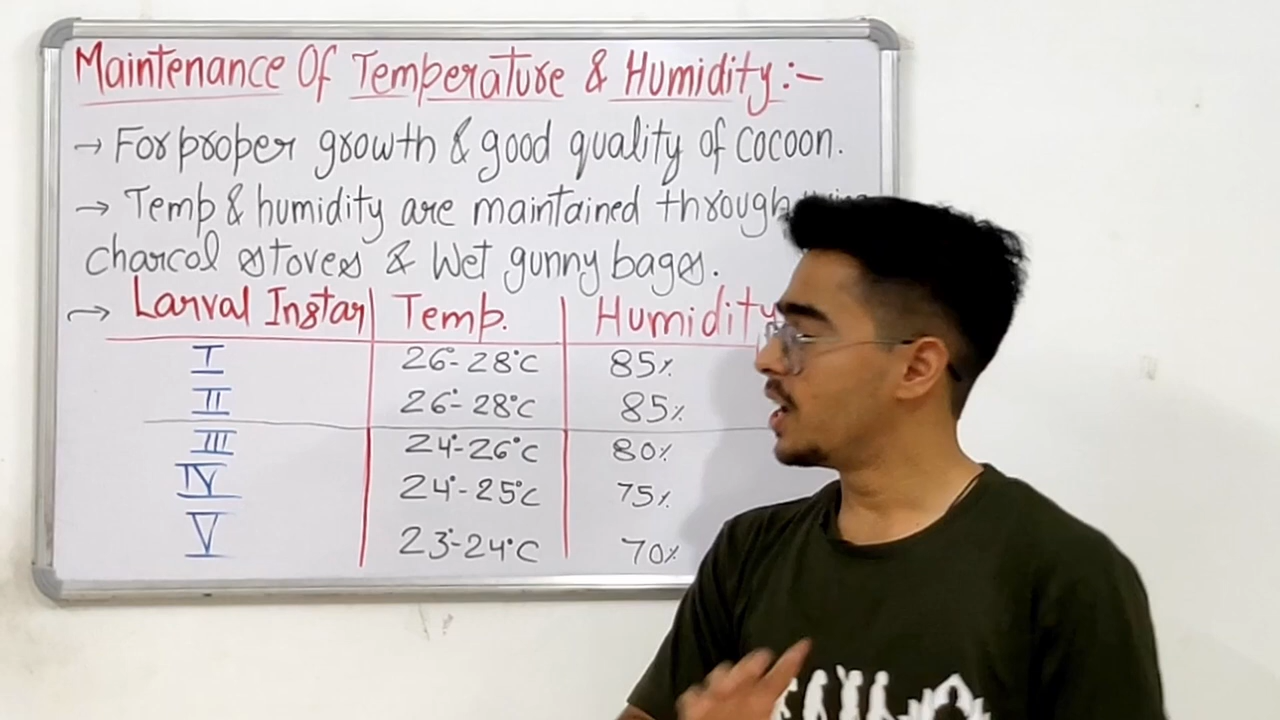 Maintenance Of Temperature & Humidity :-
→ For proper growth & good quality of cocoon.
→ Temp & humidity are maintained through
charcol stoves & Wet gunny bages.
→ Larval Instar Temp. Humidity
I 26°-28°C 85%
II 26°-28°C 85%
III 24°-26°C 80%
IV 24°-25°C 75%
V 23°-24°C 70%